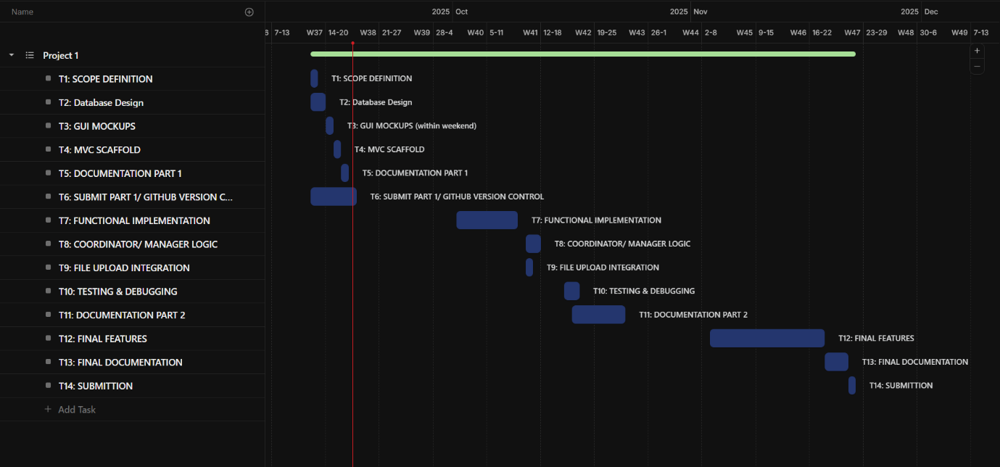 Name
2025 Oct 2025 Nov 2025 Dec
6 7-13 W37 14-20 W38 21-27 W39 28-4 W40 5-11 W41 12-18 W42 19-25 W43 26-1 W44 2-8 W45 9-15 W46 16-22 W47 23-29 W48 30-6 W49 7-13
Project 1
T1: SCOPE DEFINITION T1: SCOPE DEFINITION
T2: Database Design T2: Database Design
T3: GUI MOCKUPS T3: GUI MOCKUPS (within weekend)
T4: MVC SCAFFOLD T4: MVC SCAFFOLD
T5: DOCUMENTATION PART 1 T5: DOCUMENTATION PART 1
T6: SUBMIT PART 1/ GITHUB VERSION C... T6: SUBMIT PART 1/ GITHUB VERSION CONTROL
T7: FUNCTIONAL IMPLEMENTATION T7: FUNCTIONAL IMPLEMENTATION
T8: COORDINATOR/ MANAGER LOGIC T8: COORDINATOR/ MANAGER LOGIC
T9: FILE UPLOAD INTEGRATION T9: FILE UPLOAD INTEGRATION
T10: TESTING & DEBUGGING T10: TESTING & DEBUGGING
T11: DOCUMENTATION PART 2 T11: DOCUMENTATION PART 2
T12: FINAL FEATURES T12: FINAL FEATURES
T13: FINAL DOCUMENTATION T13: FINAL DOCUMENTATION
T14: SUBMITTION T14: SUBMITTION
+ Add Task